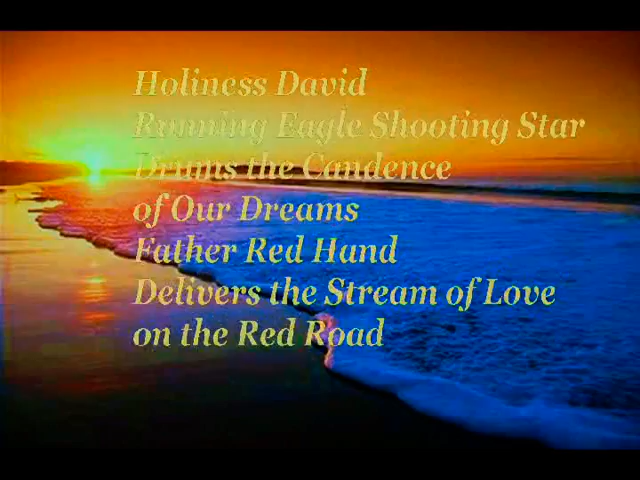 Holiness David
Running Eagle Shooting Star
Drums the Candence
of Our Dreams
Father Red Hand
Delivers the Stream of Love
on the Red Road